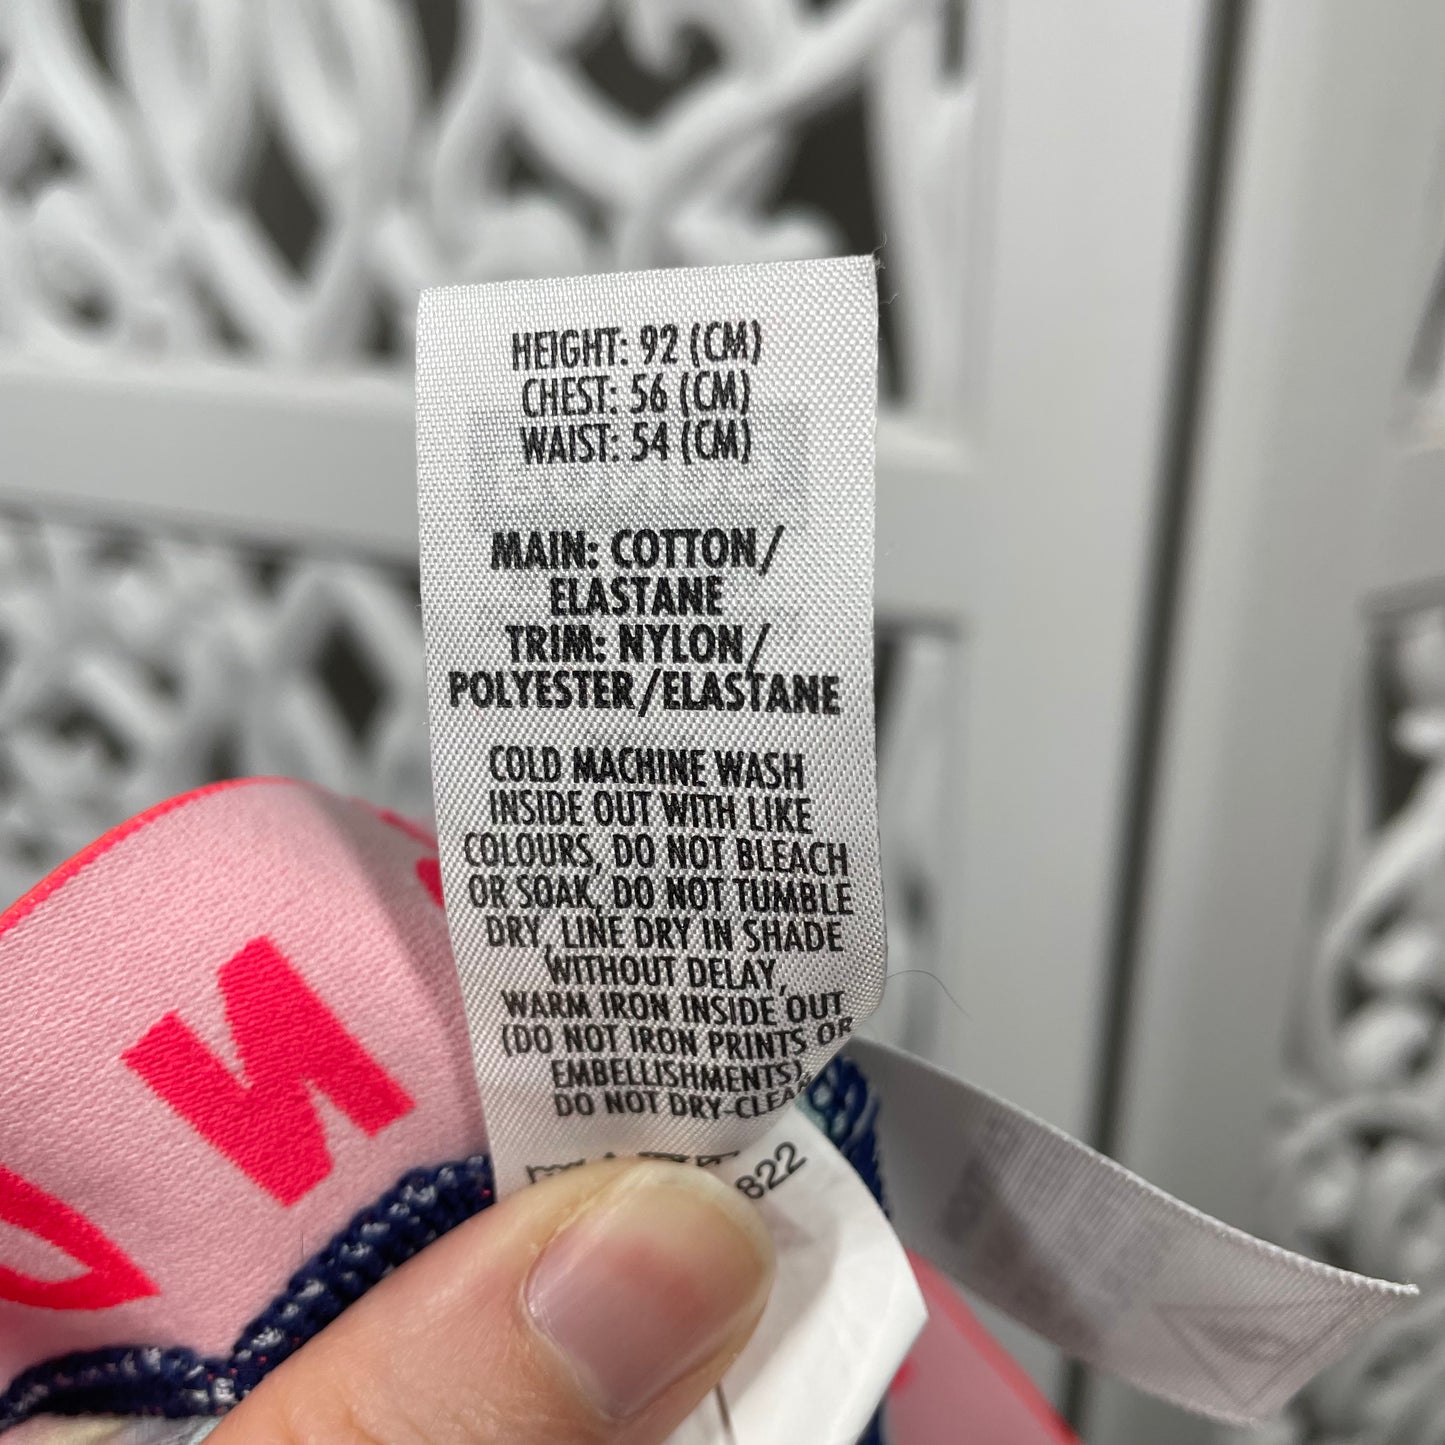 HEIGHT: 92 (CM)
CHEST: 56 (CM)
WAIST: 54 (CM)
MAIN: COTTON/
ELASTANE
TRIM: NYLON/
POLYESTER/ELASTANE
COLD MACHINE WASH
INSIDE OUT WITH LIKE
COLOURS, DO NOT BLEACH
OR SOAK, DO NOT TUMBLE
DRY, LINE DRY IN SHADE
WITHOUT DELAY,
WARM IRON INSIDE OUT
(DO NOT IRON PRINTS OR
EMBELLISHMENTS),
DO NOT DRY-CLEAN
822